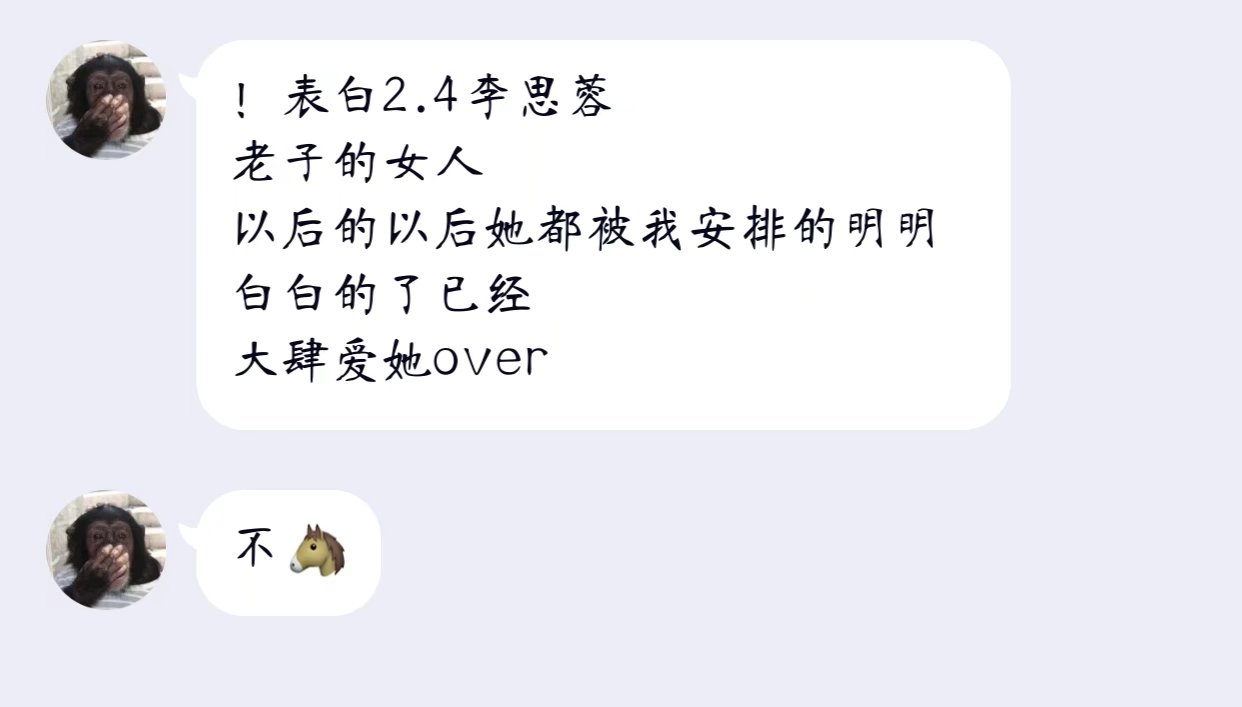 ！表白2.4李思蓉
老子的女人
以后的以后她都被我安排的明明
白白的了已经
大肆爱她over
不🐴